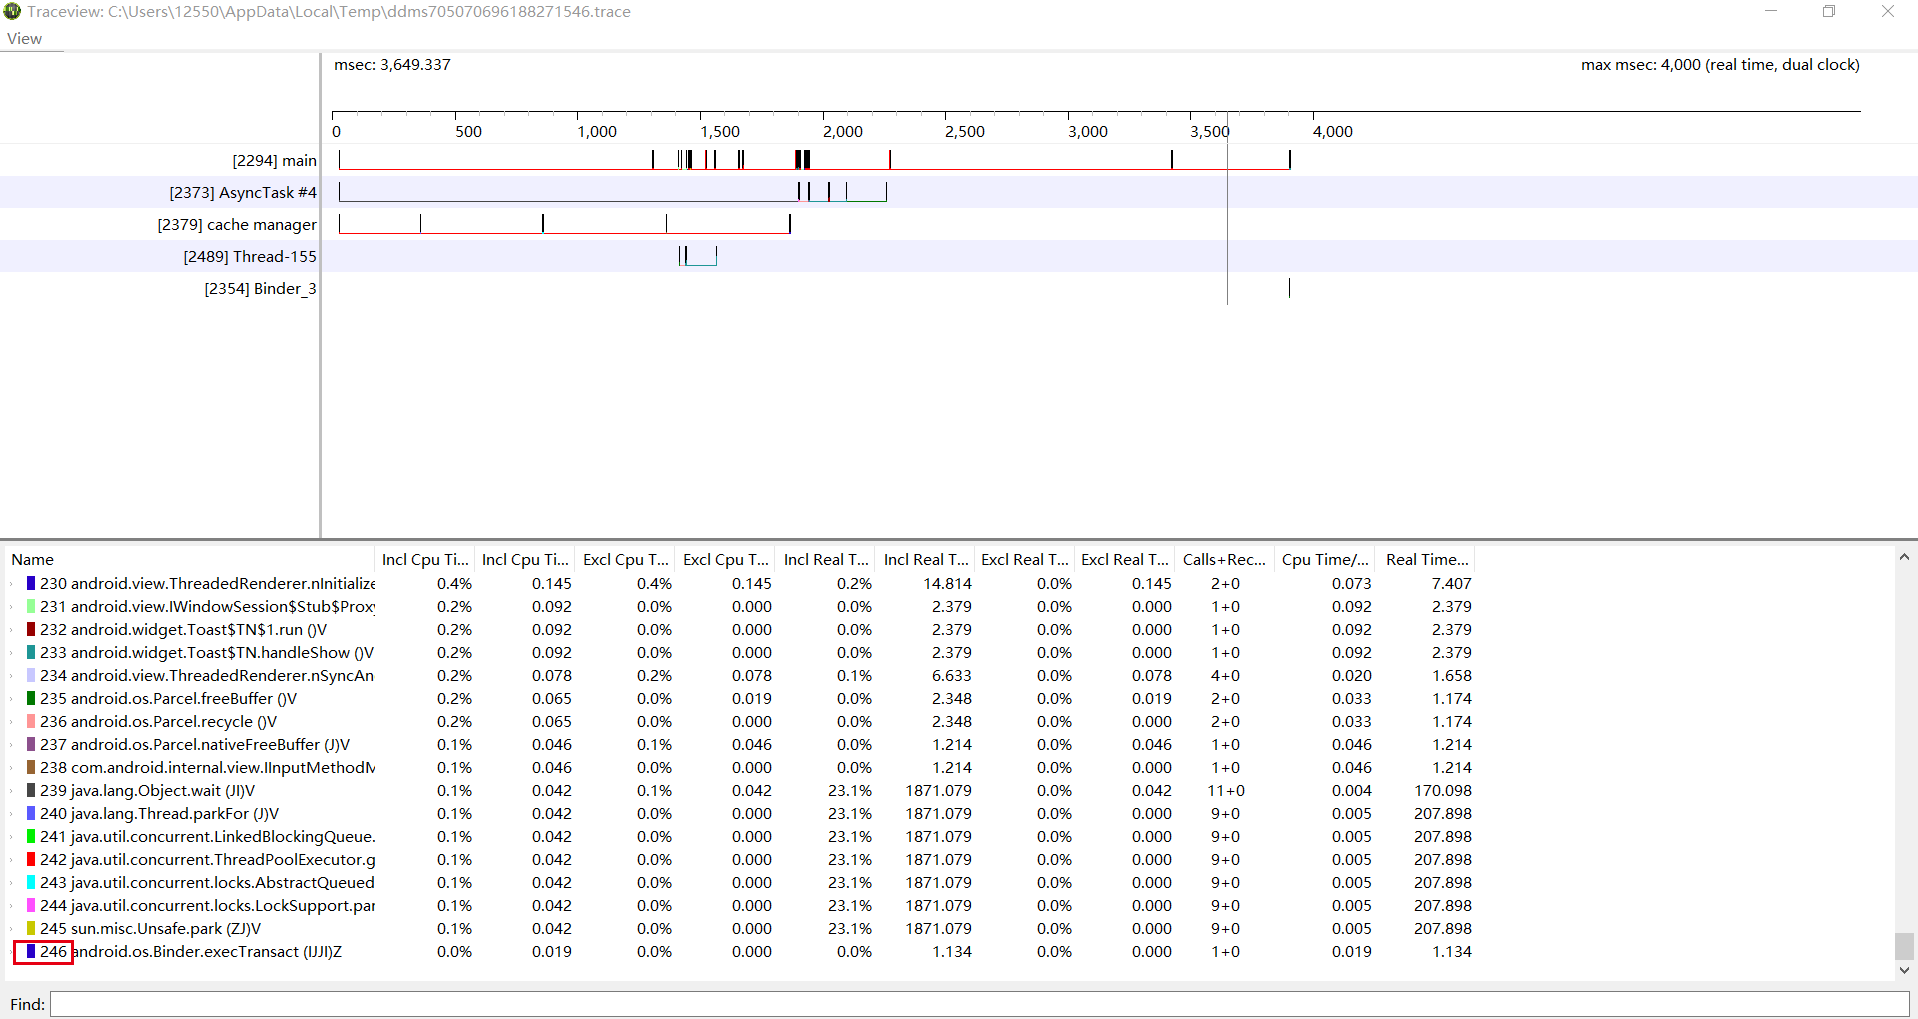 Traceview: C:\Users\12550\AppData\Local\Temp\ddms705070696188271546.trace
View
msec: 3,649.337 max msec: 4,000 (real time, dual clock)
0 500 1,000 1,500 2,000 2,500 3,000 3,500 4,000
[2294] main
[2373] AsyncTask #4
[2379] cache manager
[2489] Thread-155
[2354] Binder_3
Name Incl Cpu Ti... Incl Cpu Ti... Excl Cpu T... Excl Cpu T... Incl Real T... Incl Real T... Excl Real T... Excl Real T... Calls+Rec... Cpu Time/... Real Time...
230 android.view.ThreadedRenderer.nInitialize 0.4% 0.145 0.4% 0.145 0.2% 14.814 0.0% 0.145 2+0 0.073 7.407
231 android.view.IWindowSession$Stub$Proxy 0.2% 0.092 0.0% 0.000 0.0% 2.379 0.0% 0.000 1+0 0.092 2.379
232 android.widget.Toast$TN$1.run ()V 0.2% 0.092 0.0% 0.000 0.0% 2.379 0.0% 0.000 1+0 0.092 2.379
233 android.widget.Toast$TN.handleShow ()V 0.2% 0.092 0.0% 0.000 0.0% 2.379 0.0% 0.000 1+0 0.092 2.379
234 android.view.ThreadedRenderer.nSyncAn 0.2% 0.078 0.2% 0.078 0.1% 6.633 0.0% 0.078 4+0 0.020 1.658
235 android.os.Parcel.freeBuffer ()V 0.2% 0.065 0.0% 0.019 0.0% 2.348 0.0% 0.019 2+0 0.033 1.174
236 android.os.Parcel.recycle ()V 0.2% 0.065 0.0% 0.000 0.0% 2.348 0.0% 0.000 2+0 0.033 1.174
237 android.os.Parcel.nativeFreeBuffer (J)V 0.1% 0.046 0.1% 0.046 0.0% 1.214 0.0% 0.046 1+0 0.046 1.214
238 com.android.internal.view.IInputMethodM 0.1% 0.046 0.0% 0.000 0.0% 1.214 0.0% 0.000 1+0 0.046 1.214
239 java.lang.Object.wait (JI)V 0.1% 0.042 0.1% 0.042 23.1% 1871.079 0.0% 0.042 11+0 0.004 170.098
240 java.lang.Thread.parkFor (J)V 0.1% 0.042 0.0% 0.000 23.1% 1871.079 0.0% 0.000 9+0 0.005 207.898
241 java.util.concurrent.LinkedBlockingQueue. 0.1% 0.042 0.0% 0.000 23.1% 1871.079 0.0% 0.000 9+0 0.005 207.898
242 java.util.concurrent.ThreadPoolExecutor.g 0.1% 0.042 0.0% 0.000 23.1% 1871.079 0.0% 0.000 9+0 0.005 207.898
243 java.util.concurrent.locks.AbstractQueued 0.1% 0.042 0.0% 0.000 23.1% 1871.079 0.0% 0.000 9+0 0.005 207.898
244 java.util.concurrent.locks.LockSupport.par 0.1% 0.042 0.0% 0.000 23.1% 1871.079 0.0% 0.000 9+0 0.005 207.898
245 sun.misc.Unsafe.park (ZJ)V 0.1% 0.042 0.0% 0.000 23.1% 1871.079 0.0% 0.000 9+0 0.005 207.898
246 android.os.Binder.execTransact (IJJI)Z 0.0% 0.019 0.0% 0.000 0.0% 1.134 0.0% 0.000 1+0 0.019 1.134
Find: